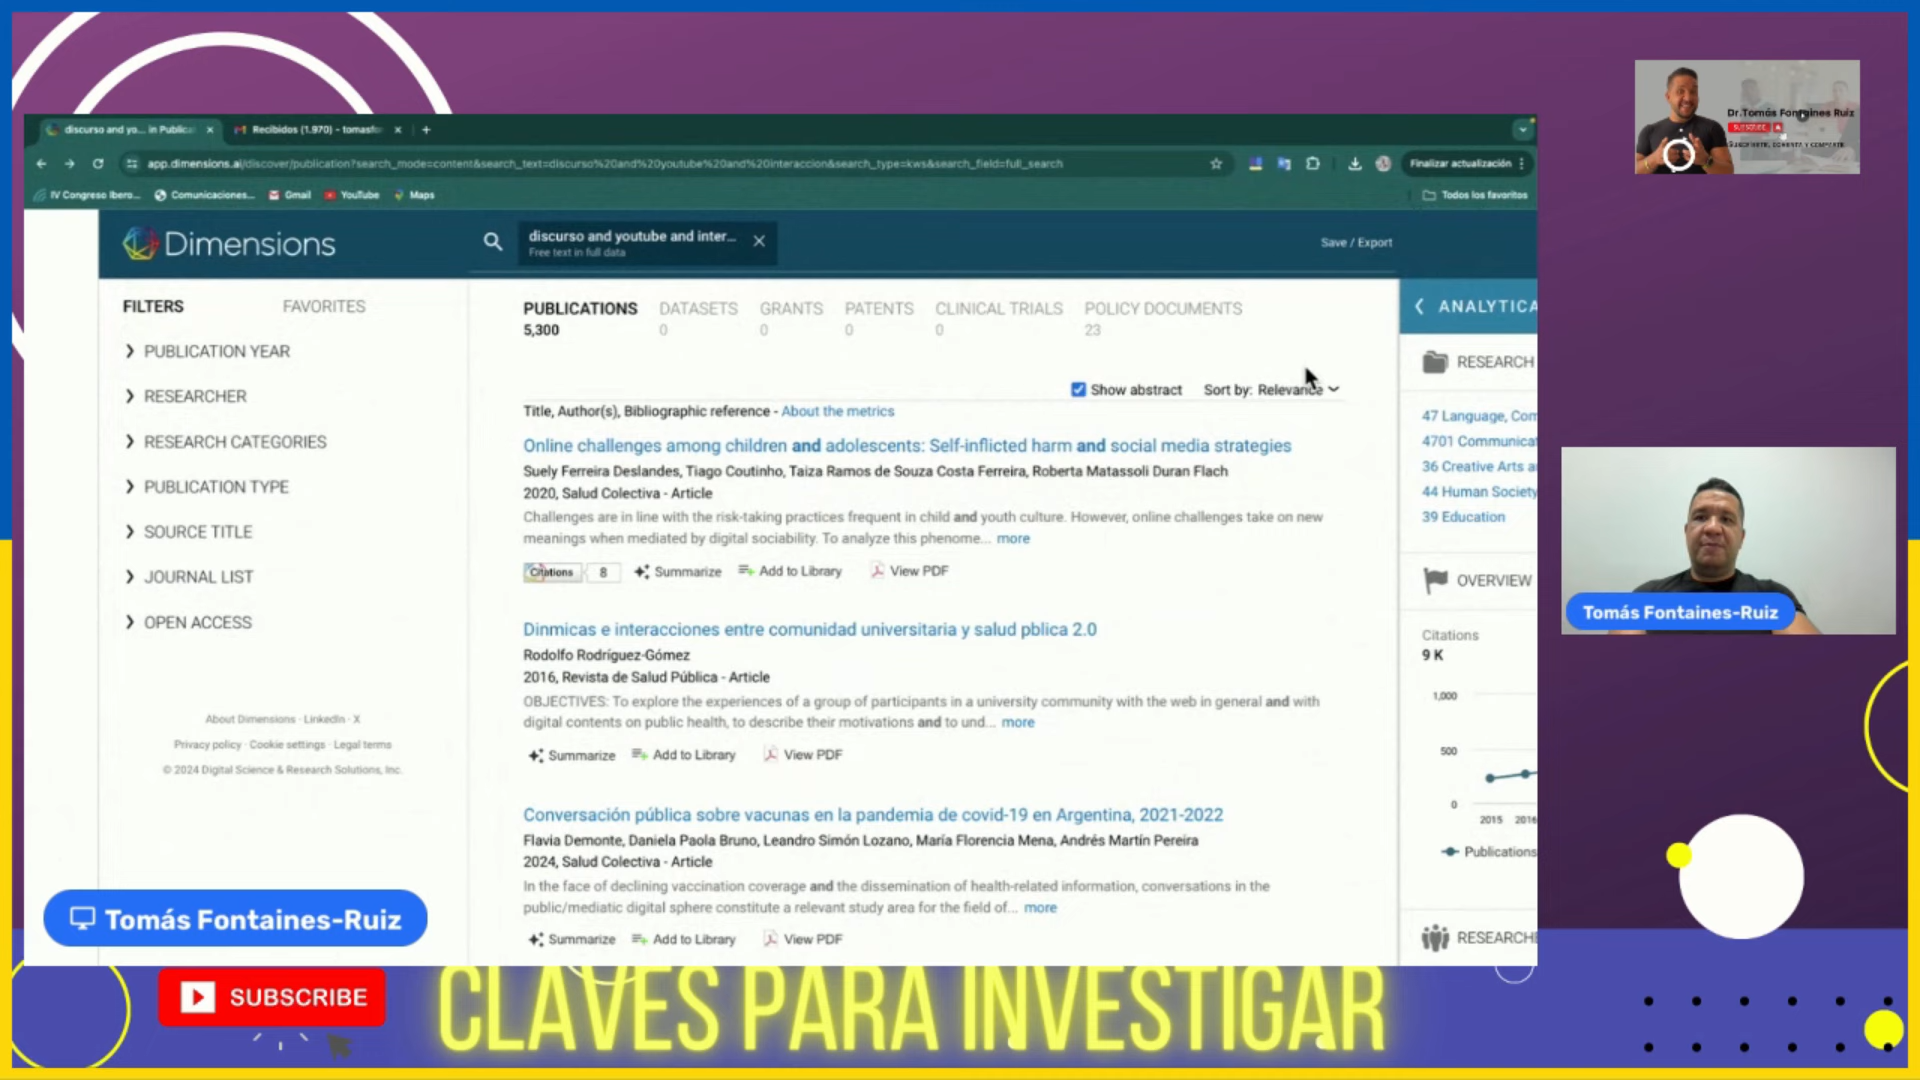 discurso and yo... in Public
Recibidos (1.970) - tomasfo
app.dimensions.ai/discover/publication?search_mode=content&search_text=discurso%20and%20youtube%20and%20interaccion&search_type=kws&search_field=full_search
Finalizar actualización
IV Congreso Ibero... Comunicaciones... Gmail YouTube Maps
Todos los favoritos
Dimensions
discurso and youtube and inter...
Free text in full data
Save / Export
FILTERS FAVORITES
PUBLICATION YEAR
RESEARCHER
RESEARCH CATEGORIES
PUBLICATION TYPE
SOURCE TITLE
JOURNAL LIST
OPEN ACCESS
About Dimensions · LinkedIn · X
Privacy policy · Cookie settings · Legal terms
© 2024 Digital Science & Research Solutions, Inc.
PUBLICATIONS DATASETS GRANTS PATENTS CLINICAL TRIALS POLICY DOCUMENTS
5,300 0 0 0 0 23
Show abstract Sort by: Relevance
Title, Author(s), Bibliographic reference - About the metrics
Online challenges among children and adolescents: Self-inflicted harm and social media strategies
Suely Ferreira Deslandes, Tiago Coutinho, Taiza Ramos de Souza Costa Ferreira, Roberta Matassoli Duran Flach
2020, Salud Colectiva - Article
Challenges are in line with the risk-taking practices frequent in child and youth culture. However, online challenges take on new
meanings when mediated by digital sociability. To analyze this phenome... more
Citations 8 Summarize Add to Library View PDF
Dinmicas e interacciones entre comunidad universitaria y salud pblica 2.0
Rodolfo Rodríguez-Gómez
2016, Revista de Salud Pública - Article
OBJECTIVES: To explore the experiences of a group of participants in a university community with the web in general and with
digital contents on public health, to describe their motivations and to und... more
Summarize Add to Library View PDF
Conversación pública sobre vacunas en la pandemia de covid-19 en Argentina, 2021-2022
Flavia Demonte, Daniela Paola Bruno, Leandro Simón Lozano, María Florencia Mena, Andrés Martín Pereira
2024, Salud Colectiva - Article
In the face of declining vaccination coverage and the dissemination of health-related information, conversations in the
public/mediatic digital sphere constitute a relevant study area for the field of... more
Summarize Add to Library View PDF
ANALYTICA
RESEARCH
47 Language, Com
4701 Communicat
36 Creative Arts a
44 Human Society
39 Education
OVERVIEW
Citations
9 K
1,000
500
0
2015 2016
Publications
RESEARCHE
Tomás Fontaines-Ruiz
SUBSCRIBE
CLAVES PARA INVESTIGAR
Dr.Tomás Fontaines Ruiz
SUBSCRIBE
SUSCRÍBETE, COMENTA Y COMPARTE
Tomás Fontaines-Ruiz